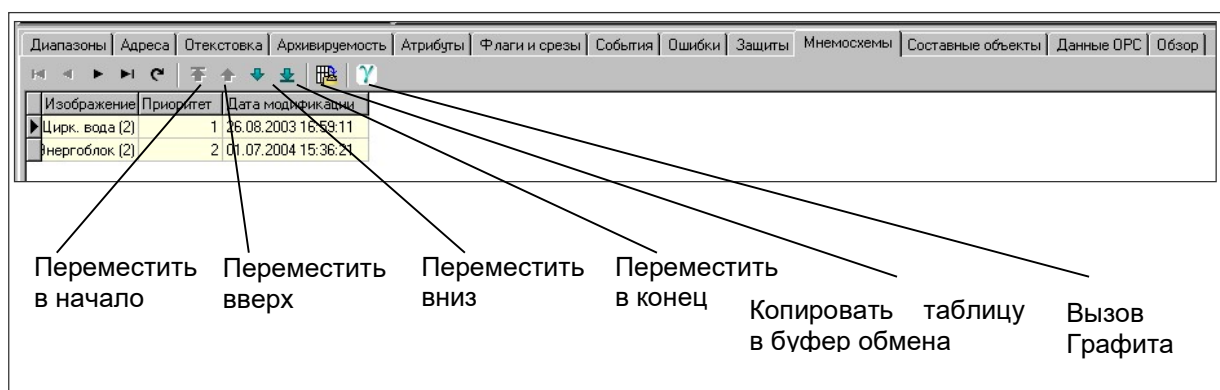 Диапазоны Адреса Отекстовка Архивируемость Атрибуты Флаги и срезы События Ошибки Защиты Мнемосхемы Составные объекты Данные OPC Обзор
γ
Изображение Приоритет Дата модификации
Цирк. вода (2) 1 26.08.2003 16:59:11
Энергоблок (2) 2 01.07.2004 15:36:21
Переместить в начало
Переместить вверх
Переместить вниз
Переместить в конец
Копировать таблицу
в буфер обмена
Вызов
Графита